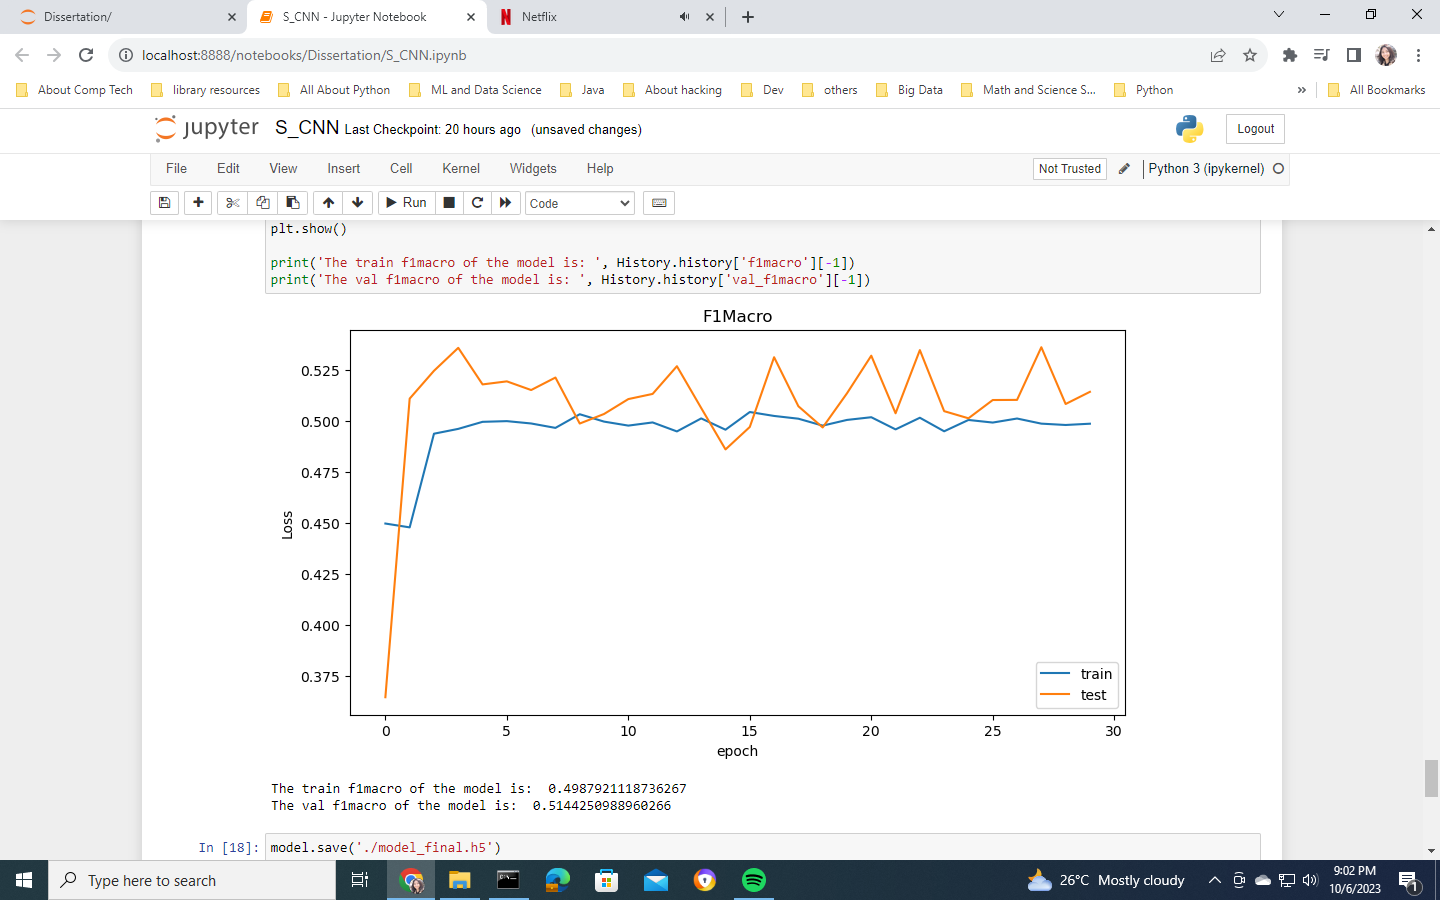 Dissertation/
S_CNN - Jupyter Notebook
Netflix
localhost:8888/notebooks/Dissertation/S_CNN.ipynb
About Comp Tech library resources All About Python ML and Data Science Java About hacking Dev others Big Data Math and Science S... Python » All Bookmarks
jupyter S_CNN Last Checkpoint: 20 hours ago (unsaved changes) Logout
File Edit View Insert Cell Kernel Widgets Help Not Trusted Python 3 (ipykernel)
Run Code
plt.show()
print('The train f1macro of the model is: ', History.history['f1macro'][-1])
print('The val f1macro of the model is: ', History.history['val_f1macro'][-1])
F1Macro
0.525
0.500
0.475
0.450
0.425
0.400
0.375
Loss
train
test
0 5 10 15 20 25 30
epoch
The train f1macro of the model is:  0.4987921118736267
The val f1macro of the model is:  0.5144250988960266
In [18]: model.save('./model_final.h5')
Type here to search
26°C Mostly cloudy
9:02 PM
10/6/2023
1